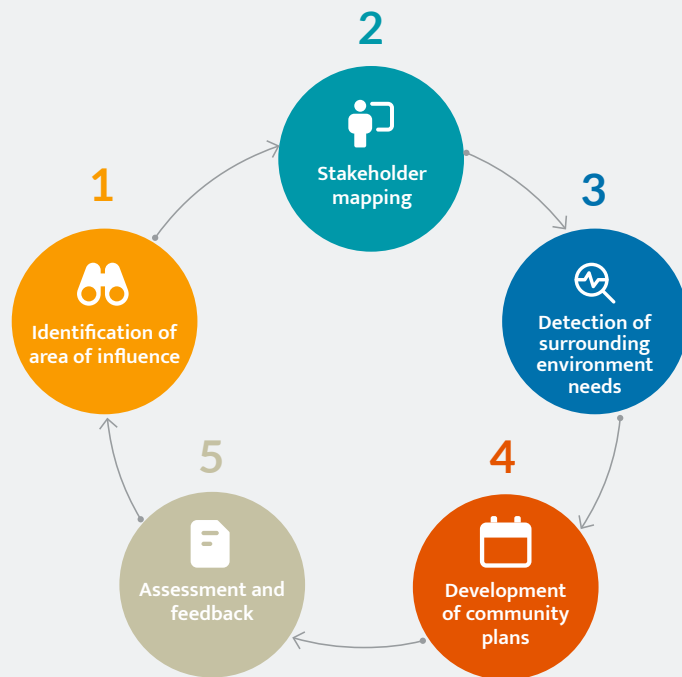 1
Identification of
area of influence
2
Stakeholder
mapping
3
Detection of
surrounding
environment
needs
4
Development
of community
plans
5
Assessment and
feedback